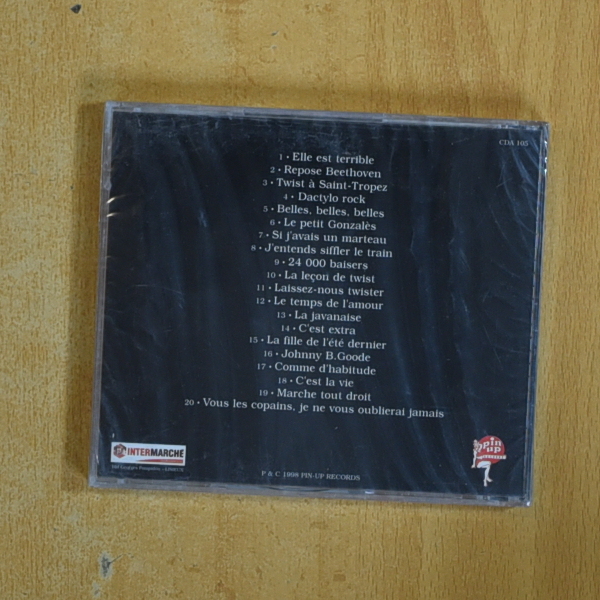 CDA 105
1 • Elle est terrible
2 • Repose Beethoven
3 • Twist à Saint-Tropez
4 • Dactylo rock
5 • Belles, belles, belles
6 • Le petit Gonzalès
7 • Si j'avais un marteau
8 • J'entends siffler le train
9 • 24 000 baisers
10 • La leçon de twist
11 • Laissez-nous twister
12 • Le temps de l'amour
13 • La javanaise
14 • C'est extra
15 • La fille de l'été dernier
16 • Johnny B.Goode
17 • Comme d'habitude
18 • C'est la vie
19 • Marche tout droit
20 • Vous les copains, je ne vous oublierai jamais
INTERMARCHÉ
pin
up
P & C 1998 PIN-UP RECORDS